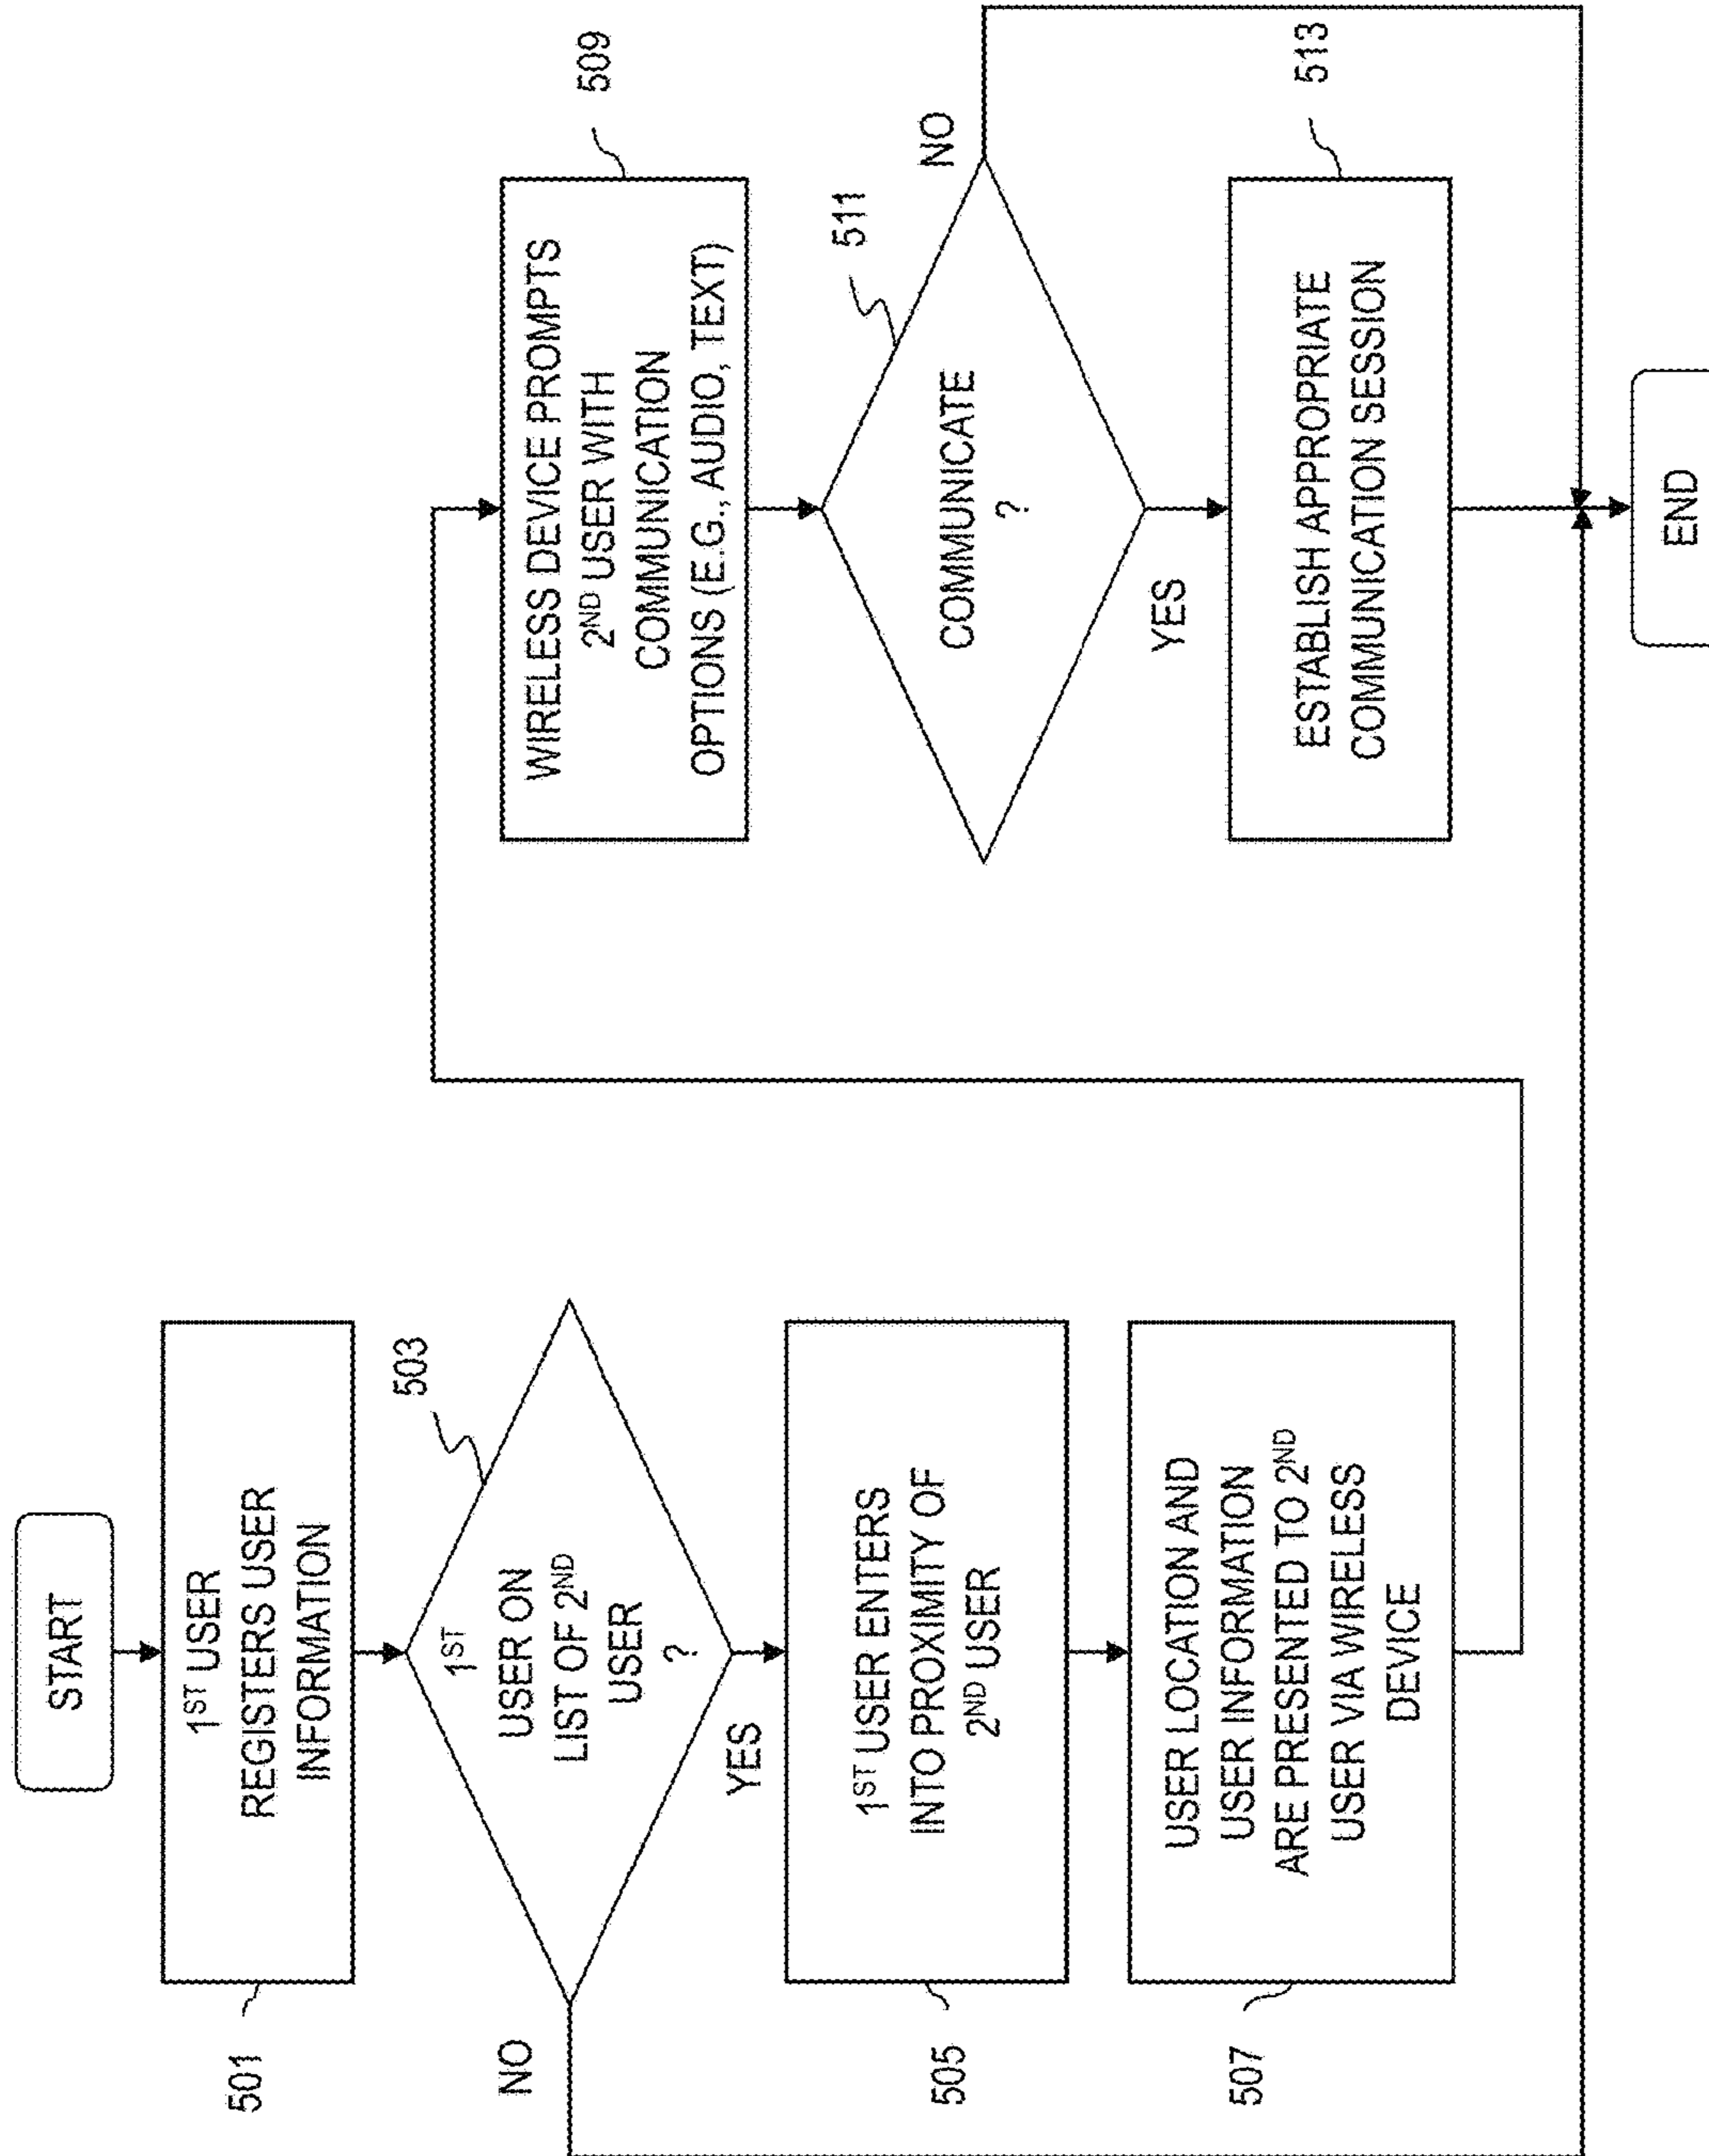 START
1ST USER
REGISTERS USER
INFORMATION
501
1ST
USER ON
LIST OF 2ND
USER
?
503
NO
YES
1ST USER ENTERS
INTO PROXIMITY OF
2ND USER
505
USER LOCATION AND
USER INFORMATION
ARE PRESENTED TO 2ND
USER VIA WIRELESS
DEVICE
507
WIRELESS DEVICE PROMPTS
2ND USER WITH
COMMUNICATION
OPTIONS (E.G., AUDIO, TEXT)
509
COMMUNICATE
?
511
NO
YES
ESTABLISH APPROPRIATE
COMMUNICATION SESSION
513
END